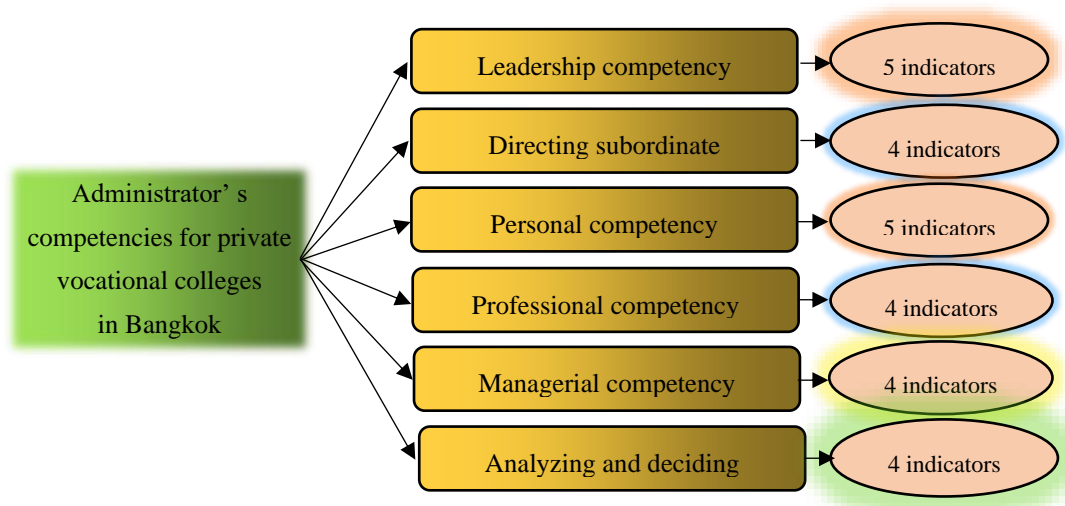 Administrator’ s
competencies for private
vocational colleges
in Bangkok
Leadership competency
5 indicators
Directing subordinate
4 indicators
Personal competency
5 indicators
Professional competency
4 indicators
Managerial competency
4 indicators
Analyzing and deciding
4 indicators